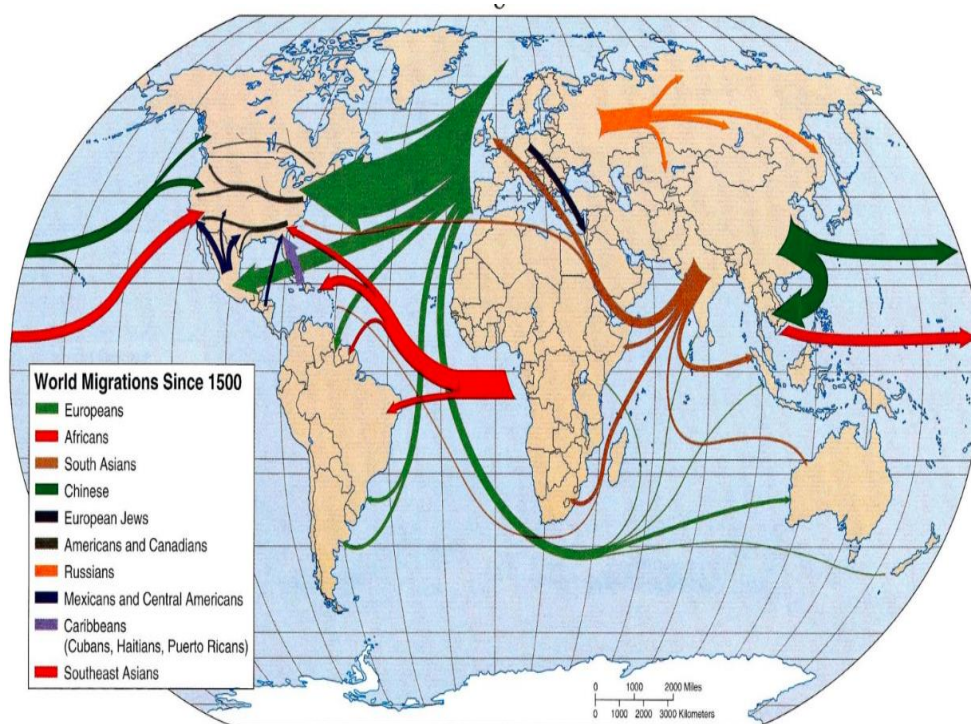 World Migrations Since 1500
Europeans
Africans
South Asians
Chinese
European Jews
Americans and Canadians
Russians
Mexicans and Central Americans
Caribbeans
(Cubans, Haitians, Puerto Ricans)
Southeast Asians
0 1000 2000 Miles
0 1000 2000 3000 Kilometers